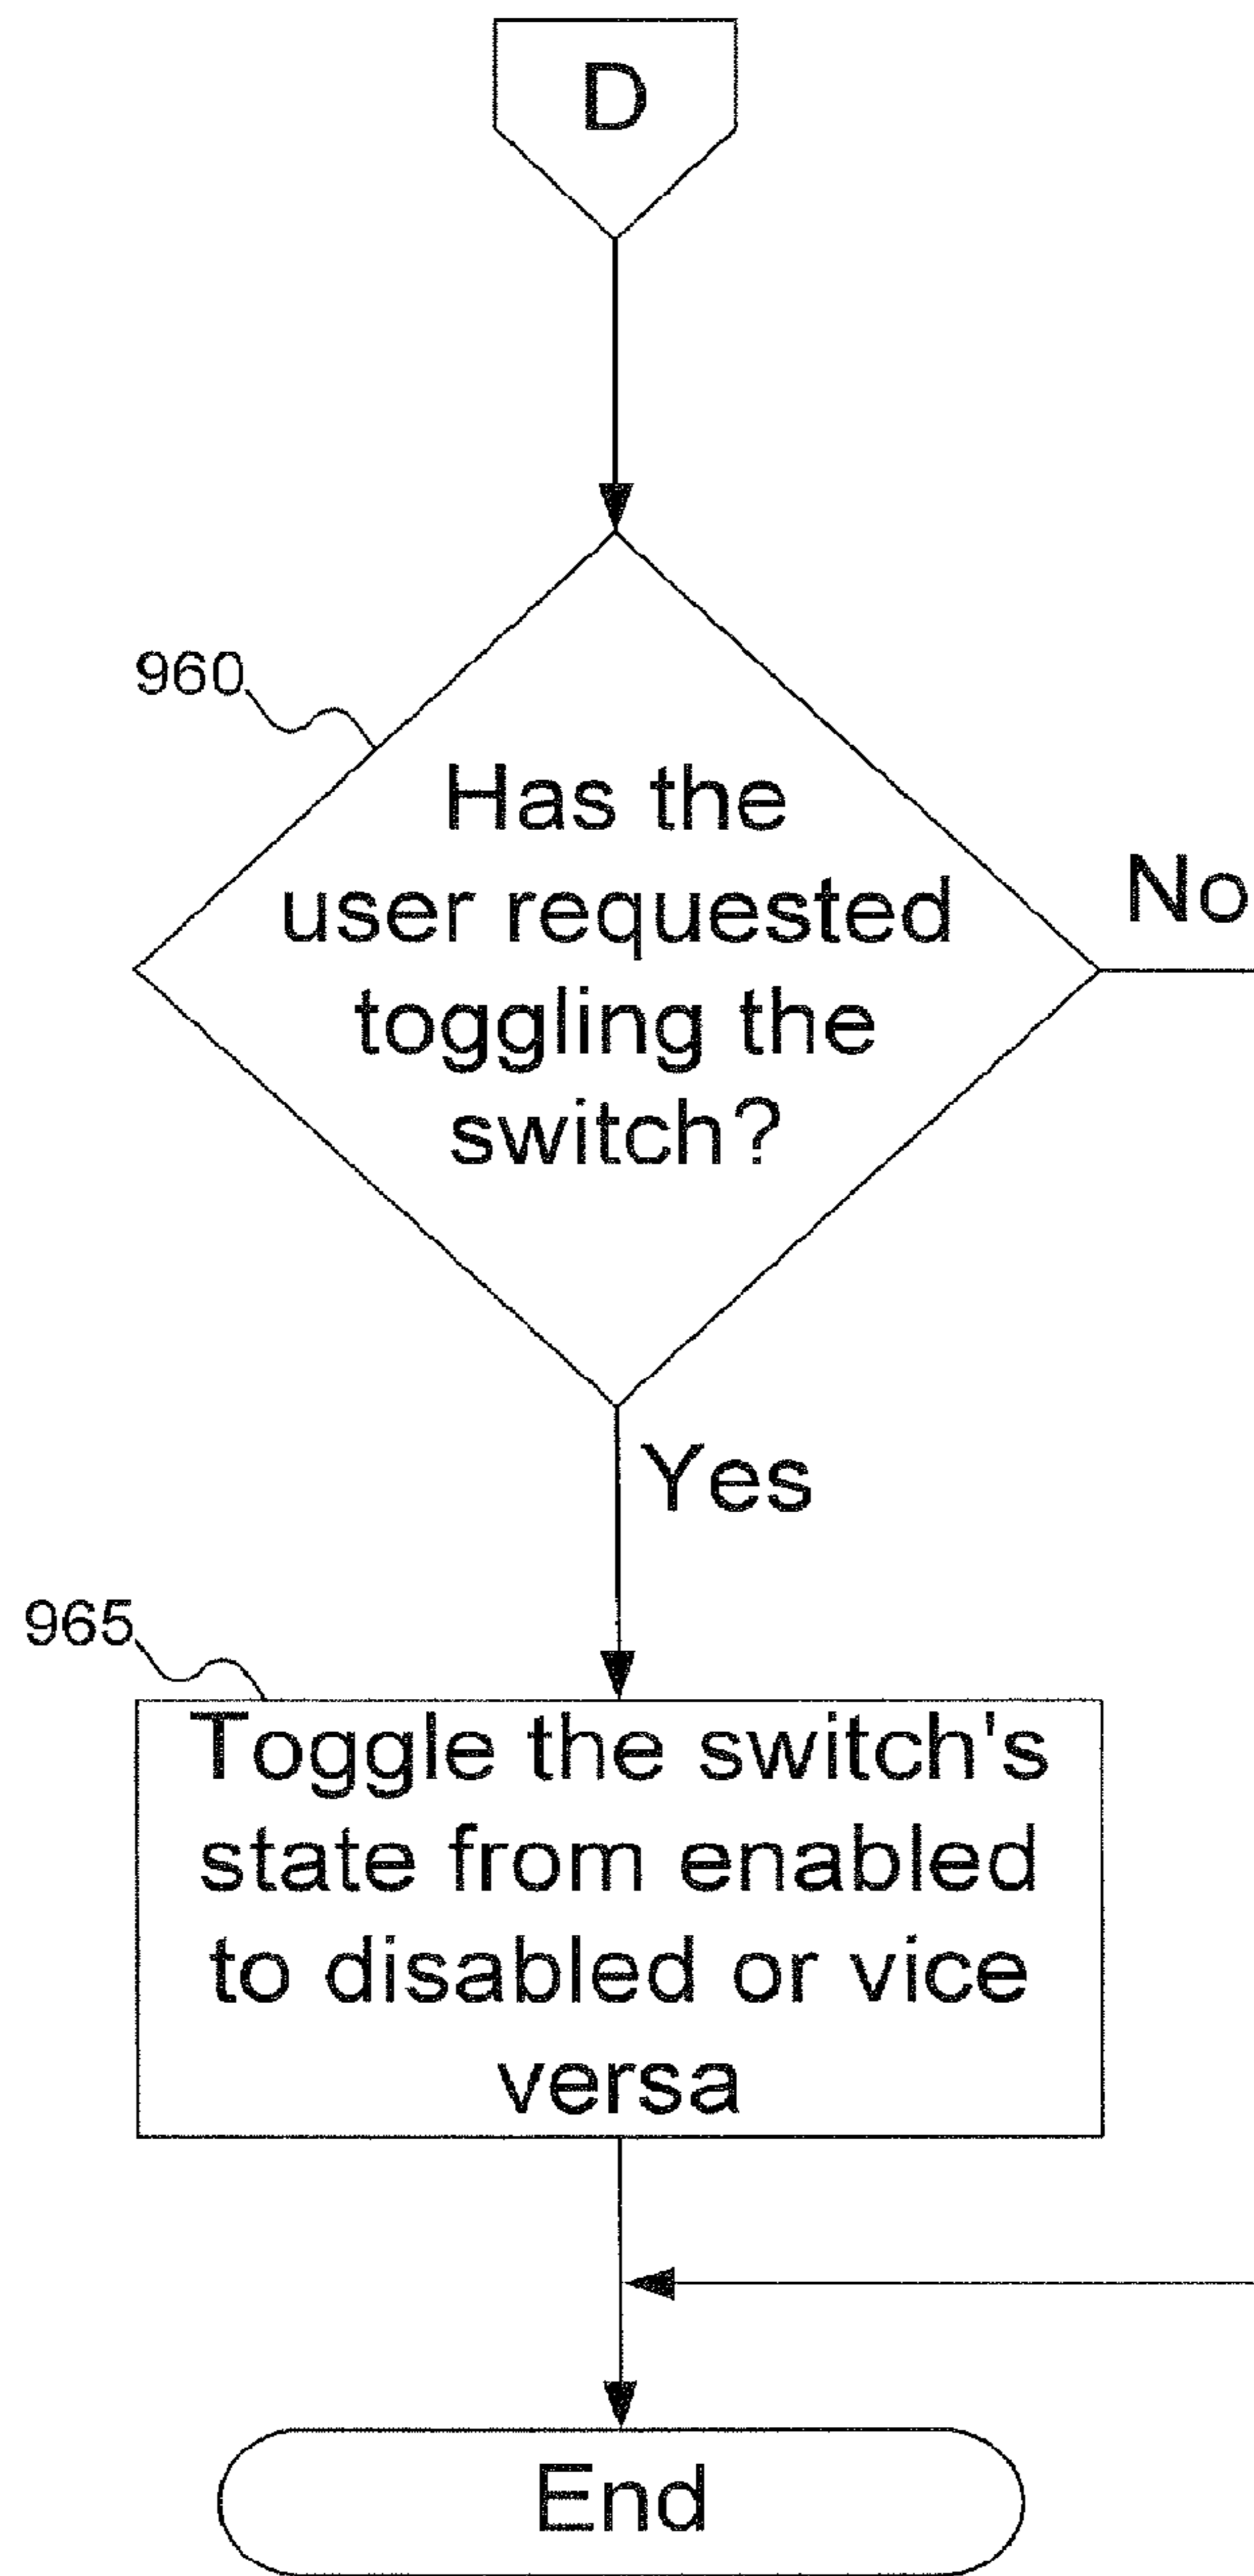 D
960
Has the
user requested
toggling the
switch?
No
Yes
965
Toggle the switch's
state from enabled
to disabled or vice
versa
End